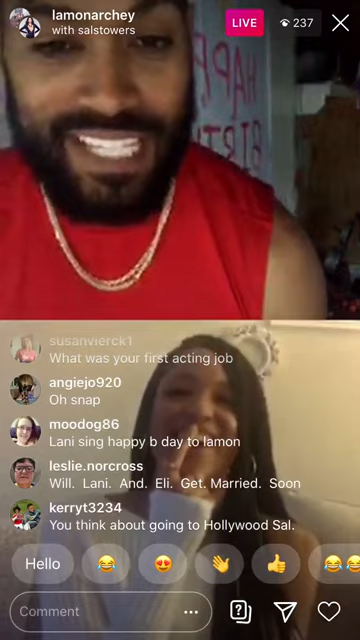 lamonarchey
with salstowers
LIVE
237
HAPPY
BIRTH
susanvierck1
What was your first acting job
angiejo920
Oh snap
moodog86
Lani sing happy b day to lamon
leslie.norcross
Will. Lani. And. Eli. Get. Married. Soon
kerryt3234
You think about going to Hollywood Sal.
Hello
Comment